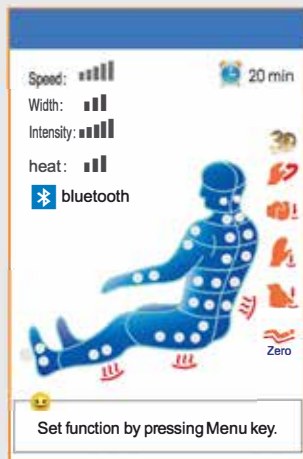 Speed:
20 min
Width:
Intensity:
heat:
bluetooth
3D
Zero
Set function by pressing Menu key.